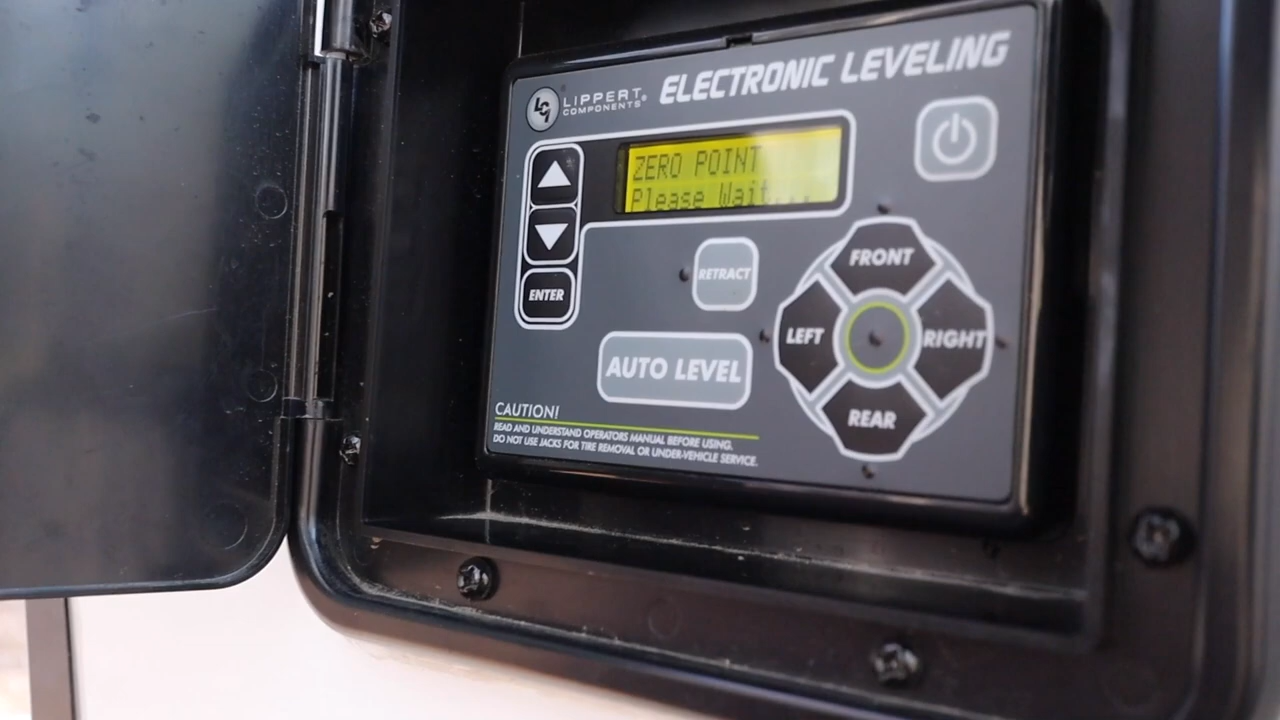 LCI LIPPERT
COMPONENTS
ELECTRONIC LEVELING
ZERO POINT
Please Wait...
ENTER
RETRACT
AUTO LEVEL
FRONT
LEFT
RIGHT
REAR
CAUTION!
READ AND UNDERSTAND OPERATORS MANUAL BEFORE USING.
DO NOT USE JACKS FOR TIRE REMOVAL OR UNDER-VEHICLE SERVICE.